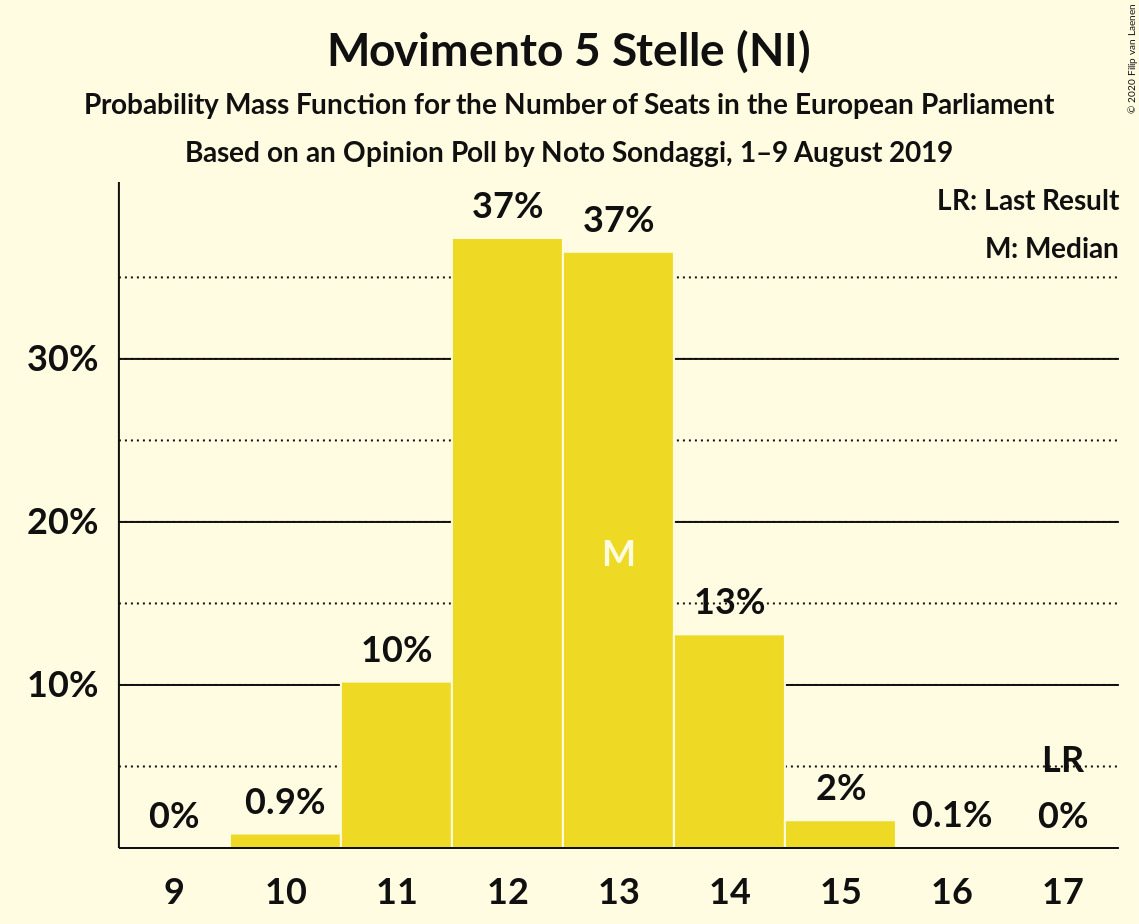 Movimento 5 Stelle (NI)
Probability Mass Function for the Number of Seats in the European Parliament
Based on an Opinion Poll by Noto Sondaggi, 1–9 August 2019
© 2020 Filip van Laenen
LR: Last Result
M: Median
37%
37%
30%
20%
M
13%
10%
10%
LR
0%
0.9%
2%
0.1%
0%
9 10 11 12 13 14 15 16 17